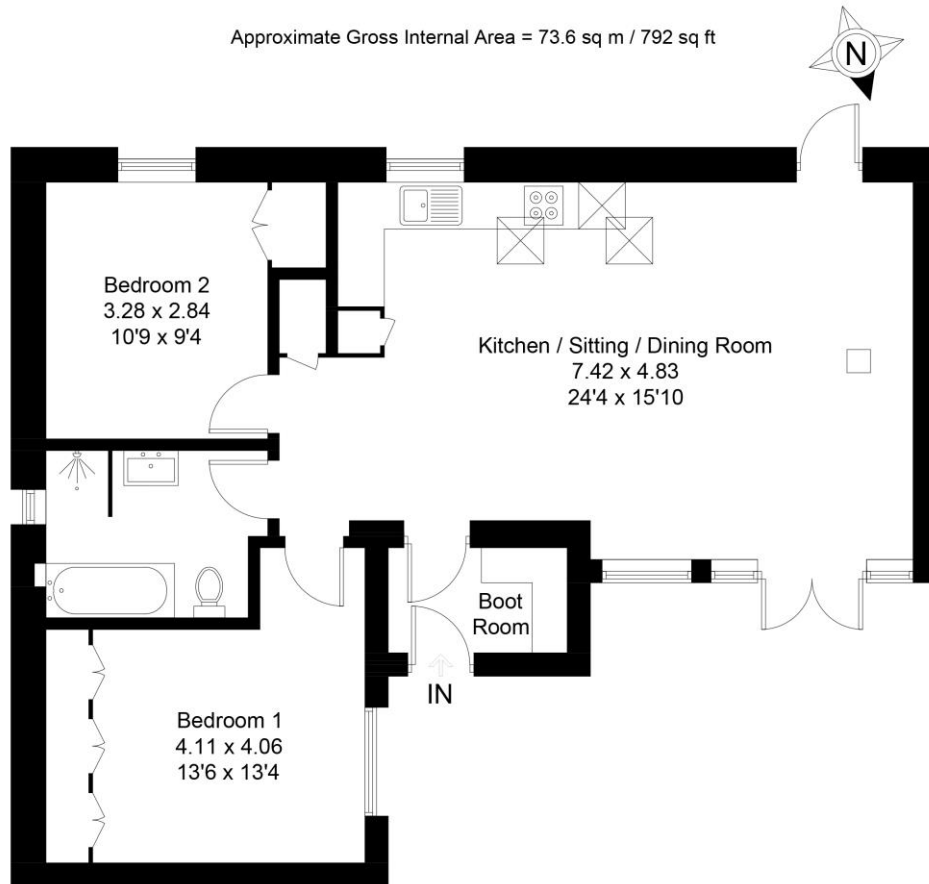 Approximate Gross Internal Area = 73.6 sq m / 792 sq ft
N
Bedroom 2
3.28 x 2.84
10'9 x 9'4
Kitchen / Sitting / Dining Room
7.42 x 4.83
24'4 x 15'10
Boot
Room
IN
Bedroom 1
4.11 x 4.06
13'6 x 13'4